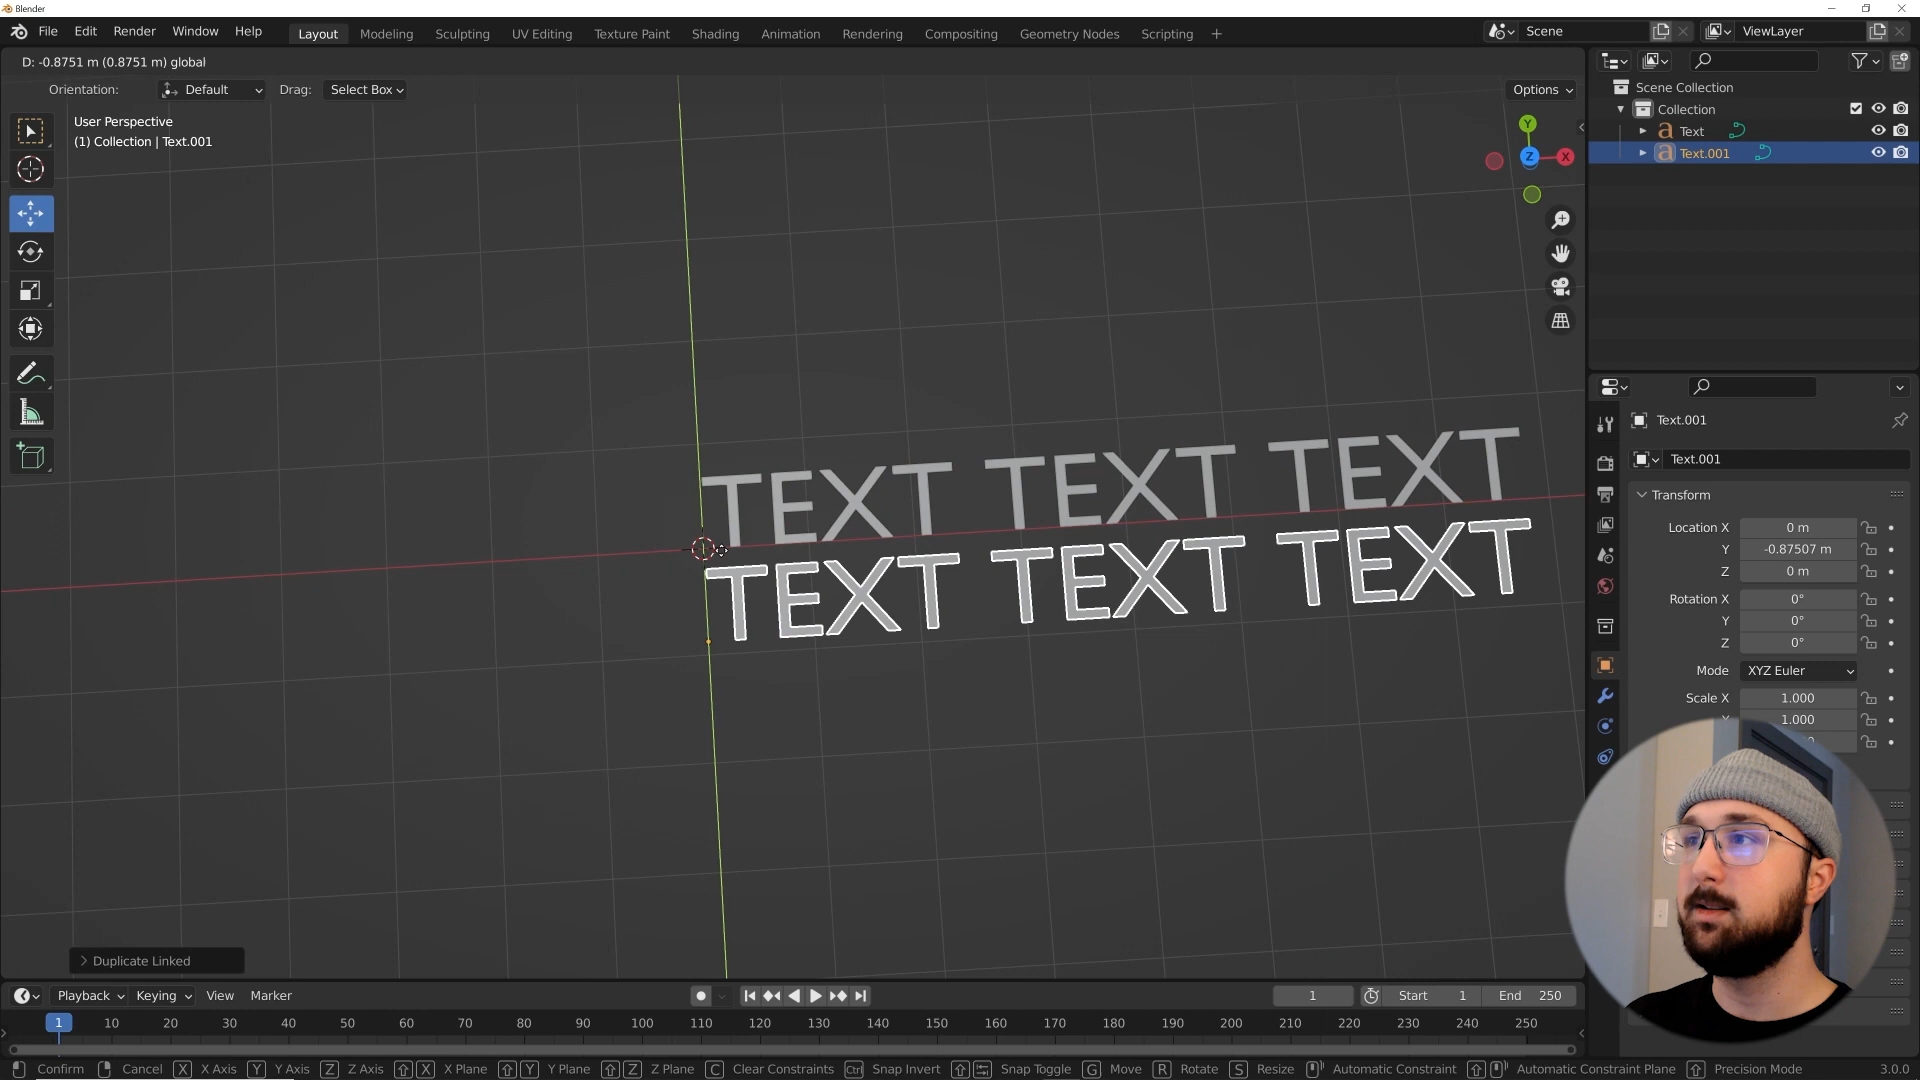 Blender
File Edit Render Window Help
Layout Modeling Sculpting UV Editing Texture Paint Shading Animation Rendering Compositing Geometry Nodes Scripting +
Scene
ViewLayer
D: -0.8751 m (0.8751 m) global
Orientation: Default Drag: Select Box
Options
User Perspective
(1) Collection | Text.001
Y
Z
X
Scene Collection
Collection
Text
Text.001
TEXT TEXT TEXT
TEXT TEXT TEXT
Text.001
Text.001
Transform
Location X 0 m
Y -0.87507 m
Z 0 m
Rotation X 0°
Y 0°
Z 0°
Mode XYZ Euler
Scale X 1.000
1.000
Duplicate Linked
Playback Keying View Marker
1
Start 1
End 250
1 10 20 30 40 50 60 70 80 90 100 110 120 130 140 150 160 170 180 190 200 210 220 230 240 250
Confirm Cancel X X Axis Y Y Axis Z Z Axis X X Plane Y Y Plane Z Z Plane C Clear Constraints Ctrl Snap Invert Snap Toggle G Move R Rotate S Resize Automatic Constraint Automatic Constraint Plane Precision Mode 3.0.0